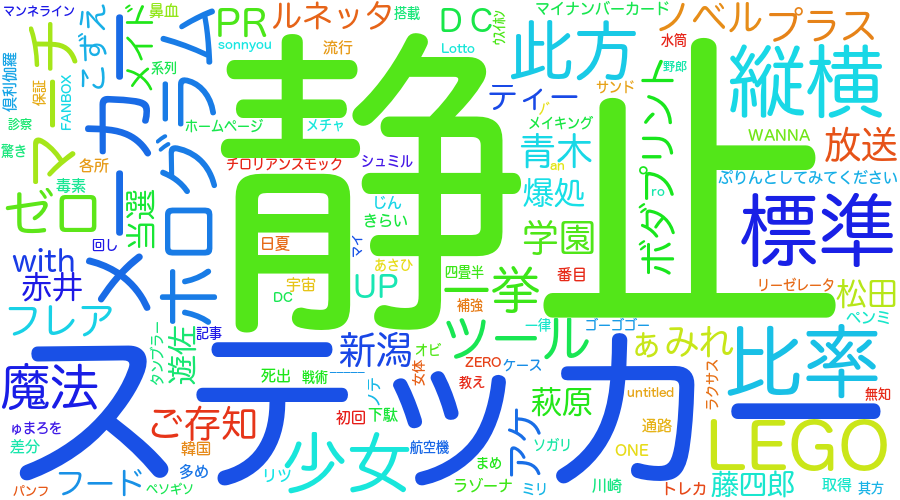 マンネライン
鼻血
PR
ルネッタ
搭載
DC
マイナンバーカード
ノベル
プラス
チーゼロマ
こずえ
メイド
ホログラム
sonnyou
流行
Lotto
ｸｽｲﾎﾝ
此方
水筒
縦横
倶利伽羅
保証
FANBOX
系列
メガカー
静止
ティー
サンド
野郎
ホームページ
メチャ
メイキング
WANNA
放送
診察
驚き
各所
毒素
チロリアンスモック
シュミル
青木
an
ボダプリント
ぷりんとしてみてください
当選
じん
爆処
ro
きらい
標準
with
回し
日夏
マイ
学園
赤井
あさひ
四畳半
番目
宇宙
DC
UP
一挙
補強
リーゼレータ
松田
フレア
タンブラー
遊佐
記事
一律
ゴーゴゴー
ペンミ
ステッカー
新潟
オビ
ツール
ぁみれ
比率
魔法
死出
戦術
ノテ
女体
ZERO
ケース
教え
untitled
ラクサス
無知
ご存知
初回
下駄
萩原
ゅまろを
差分
韓国
少女
航空機
アケ
ソガリ
ONE
通路
LEGO
多め
フード
リツ
まめ
パンフ
ペソギソ
ラゾーナ
ミリ
川崎
トレカ
藤四郎
取得
其方